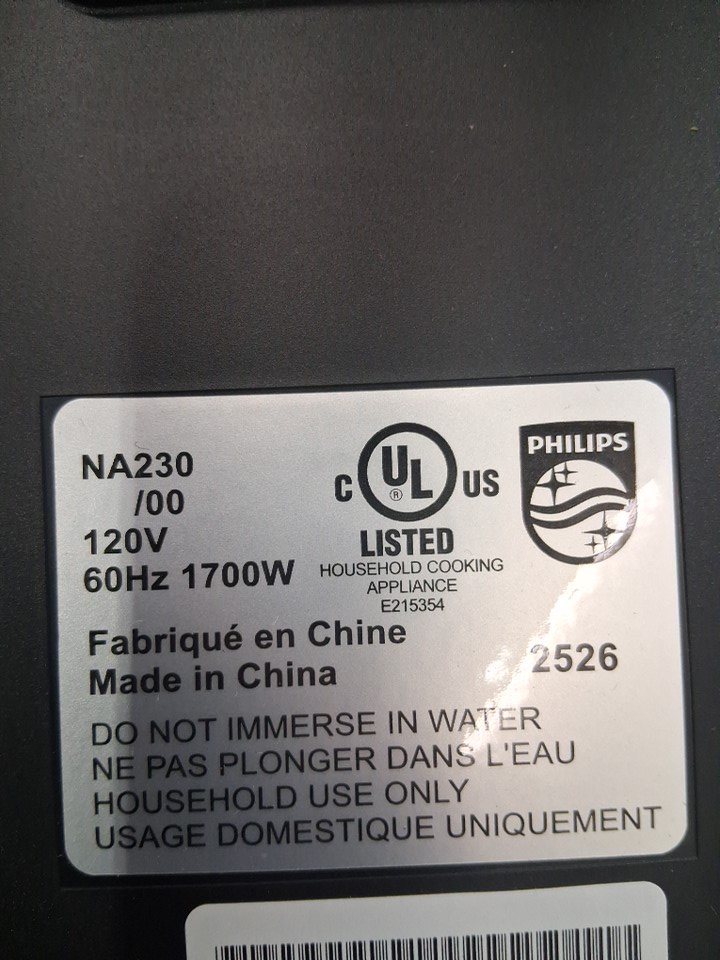 NA230
/00
120V
60Hz 1700W
C UL US
®
LISTED
HOUSEHOLD COOKING
APPLIANCE
E215354
PHILIPS
Fabriqué en Chine
Made in China
2526
DO NOT IMMERSE IN WATER
NE PAS PLONGER DANS L'EAU
HOUSEHOLD USE ONLY
USAGE DOMESTIQUE UNIQUEMENT